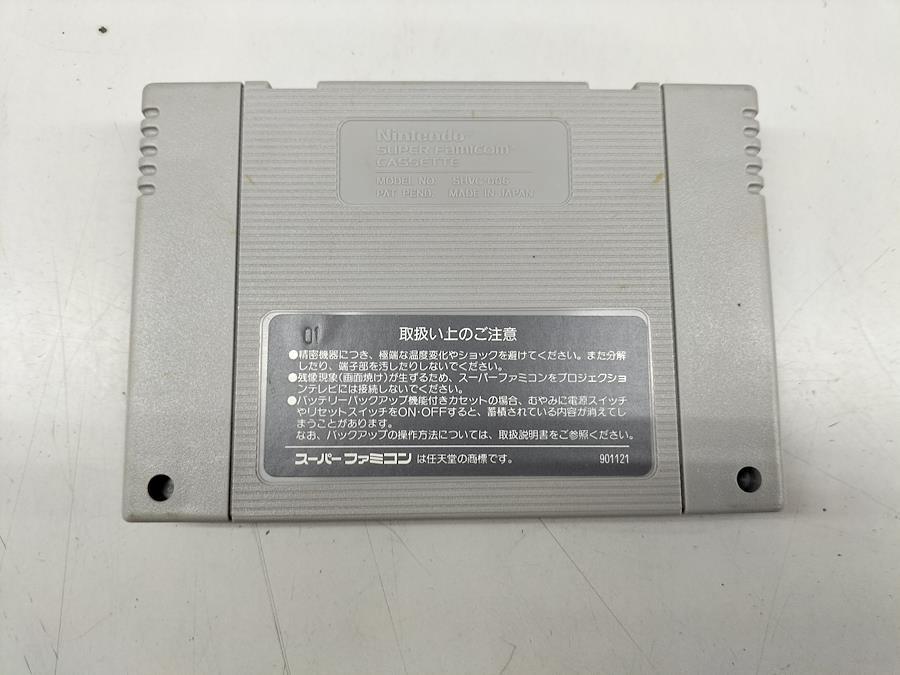 Nintendo
SUPER FAMICOM
CASSETTE
MODEL NO. SHVC-006
PAT. PEND. MADE IN JAPAN
01
取扱い上のご注意
●精密機器につき、極端な温度変化やショックを避けてください。また分解
したり、端子部を汚したりしないでください。
●残像現象(画面焼け)が生ずるため、スーパーファミコンをプロジェクショ
ンテレビには接続しないでください。
●バッテリーバックアップ機能付きカセットの場合、むやみに電源スイッチ
やリセットスイッチをON・OFFすると、蓄積されている内容が消えてし
まうことがあります。
なお、バックアップの操作方法については、取扱説明書をご参照ください。
スーパーファミコン は任天堂の商標です。 901121